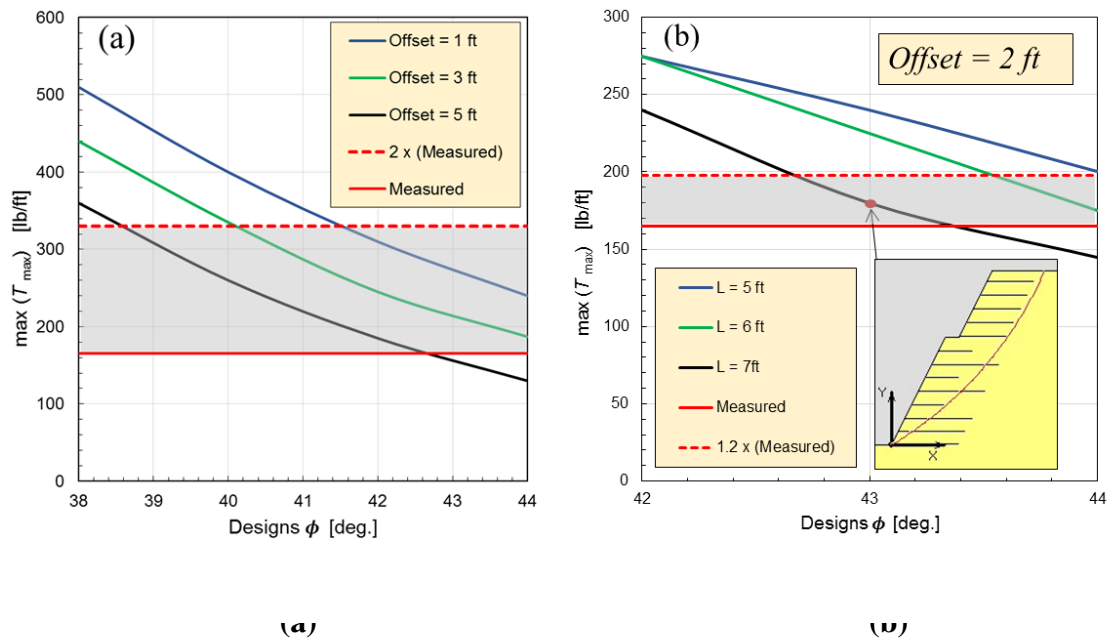 (a)
Offset = 1 ft
Offset = 3 ft
Offset = 5 ft
2 x (Measured)
Measured
max (T max) [lb/ft]
600
500
400
300
200
100
0
38 39 40 41 42 43 44
Designs ϕ [deg.]
(b)
Offset = 2 ft
max (T max) [lb/ft]
300
250
200
150
100
50
0
L = 5 ft
L = 6 ft
L = 7ft
Measured
1.2 x (Measured)
Y
X
42 43 44
Designs ϕ [deg.]
(a) (b)